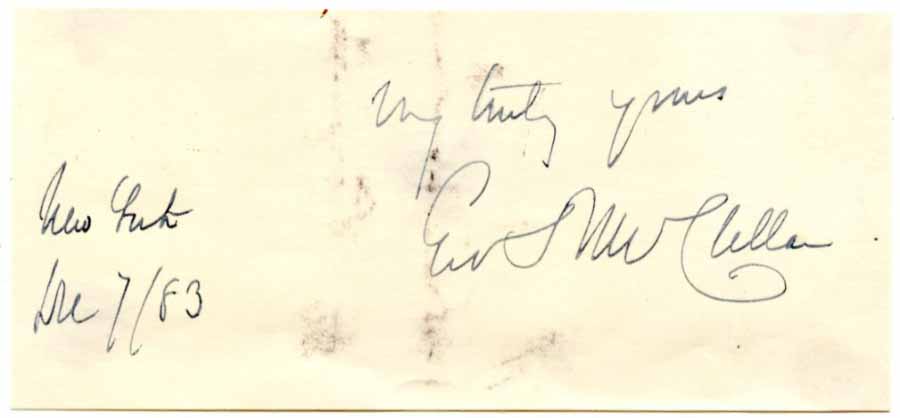 Very truly yours
Geo B McClellan
New York
Dec 7/83